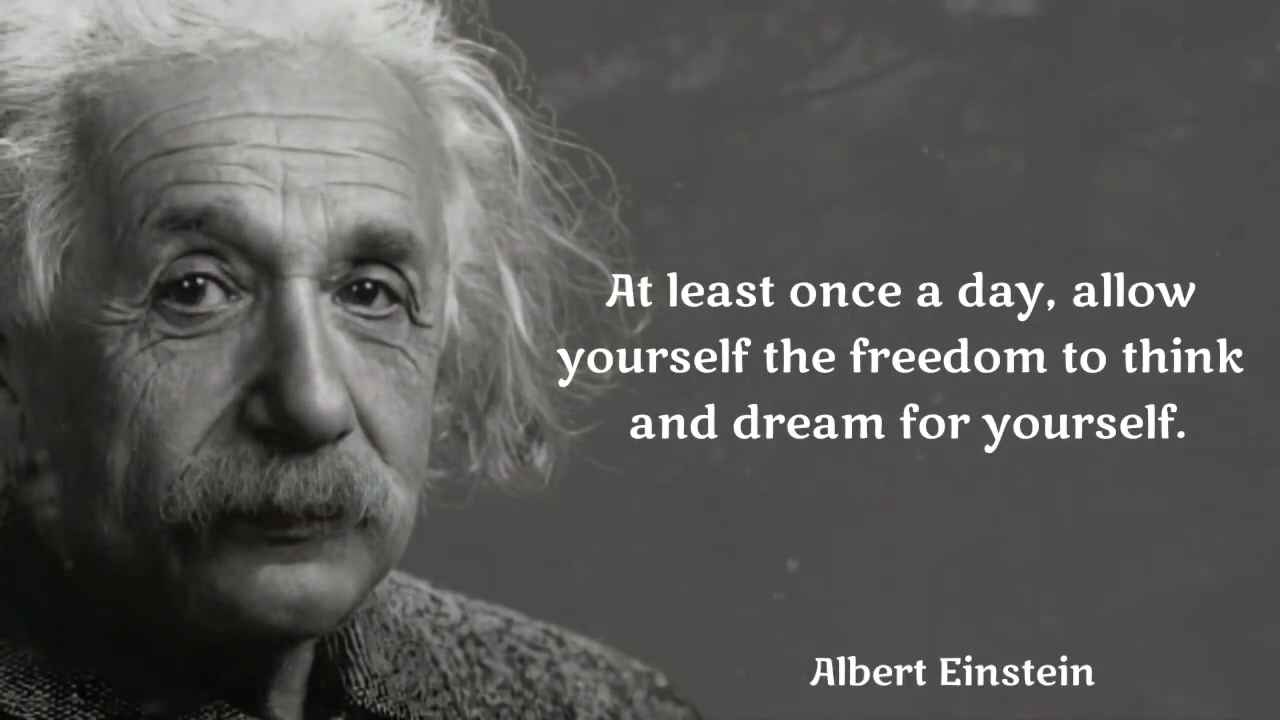 At least once a day, allow
yourself the freedom to think
and dream for yourself.
Albert Einstein